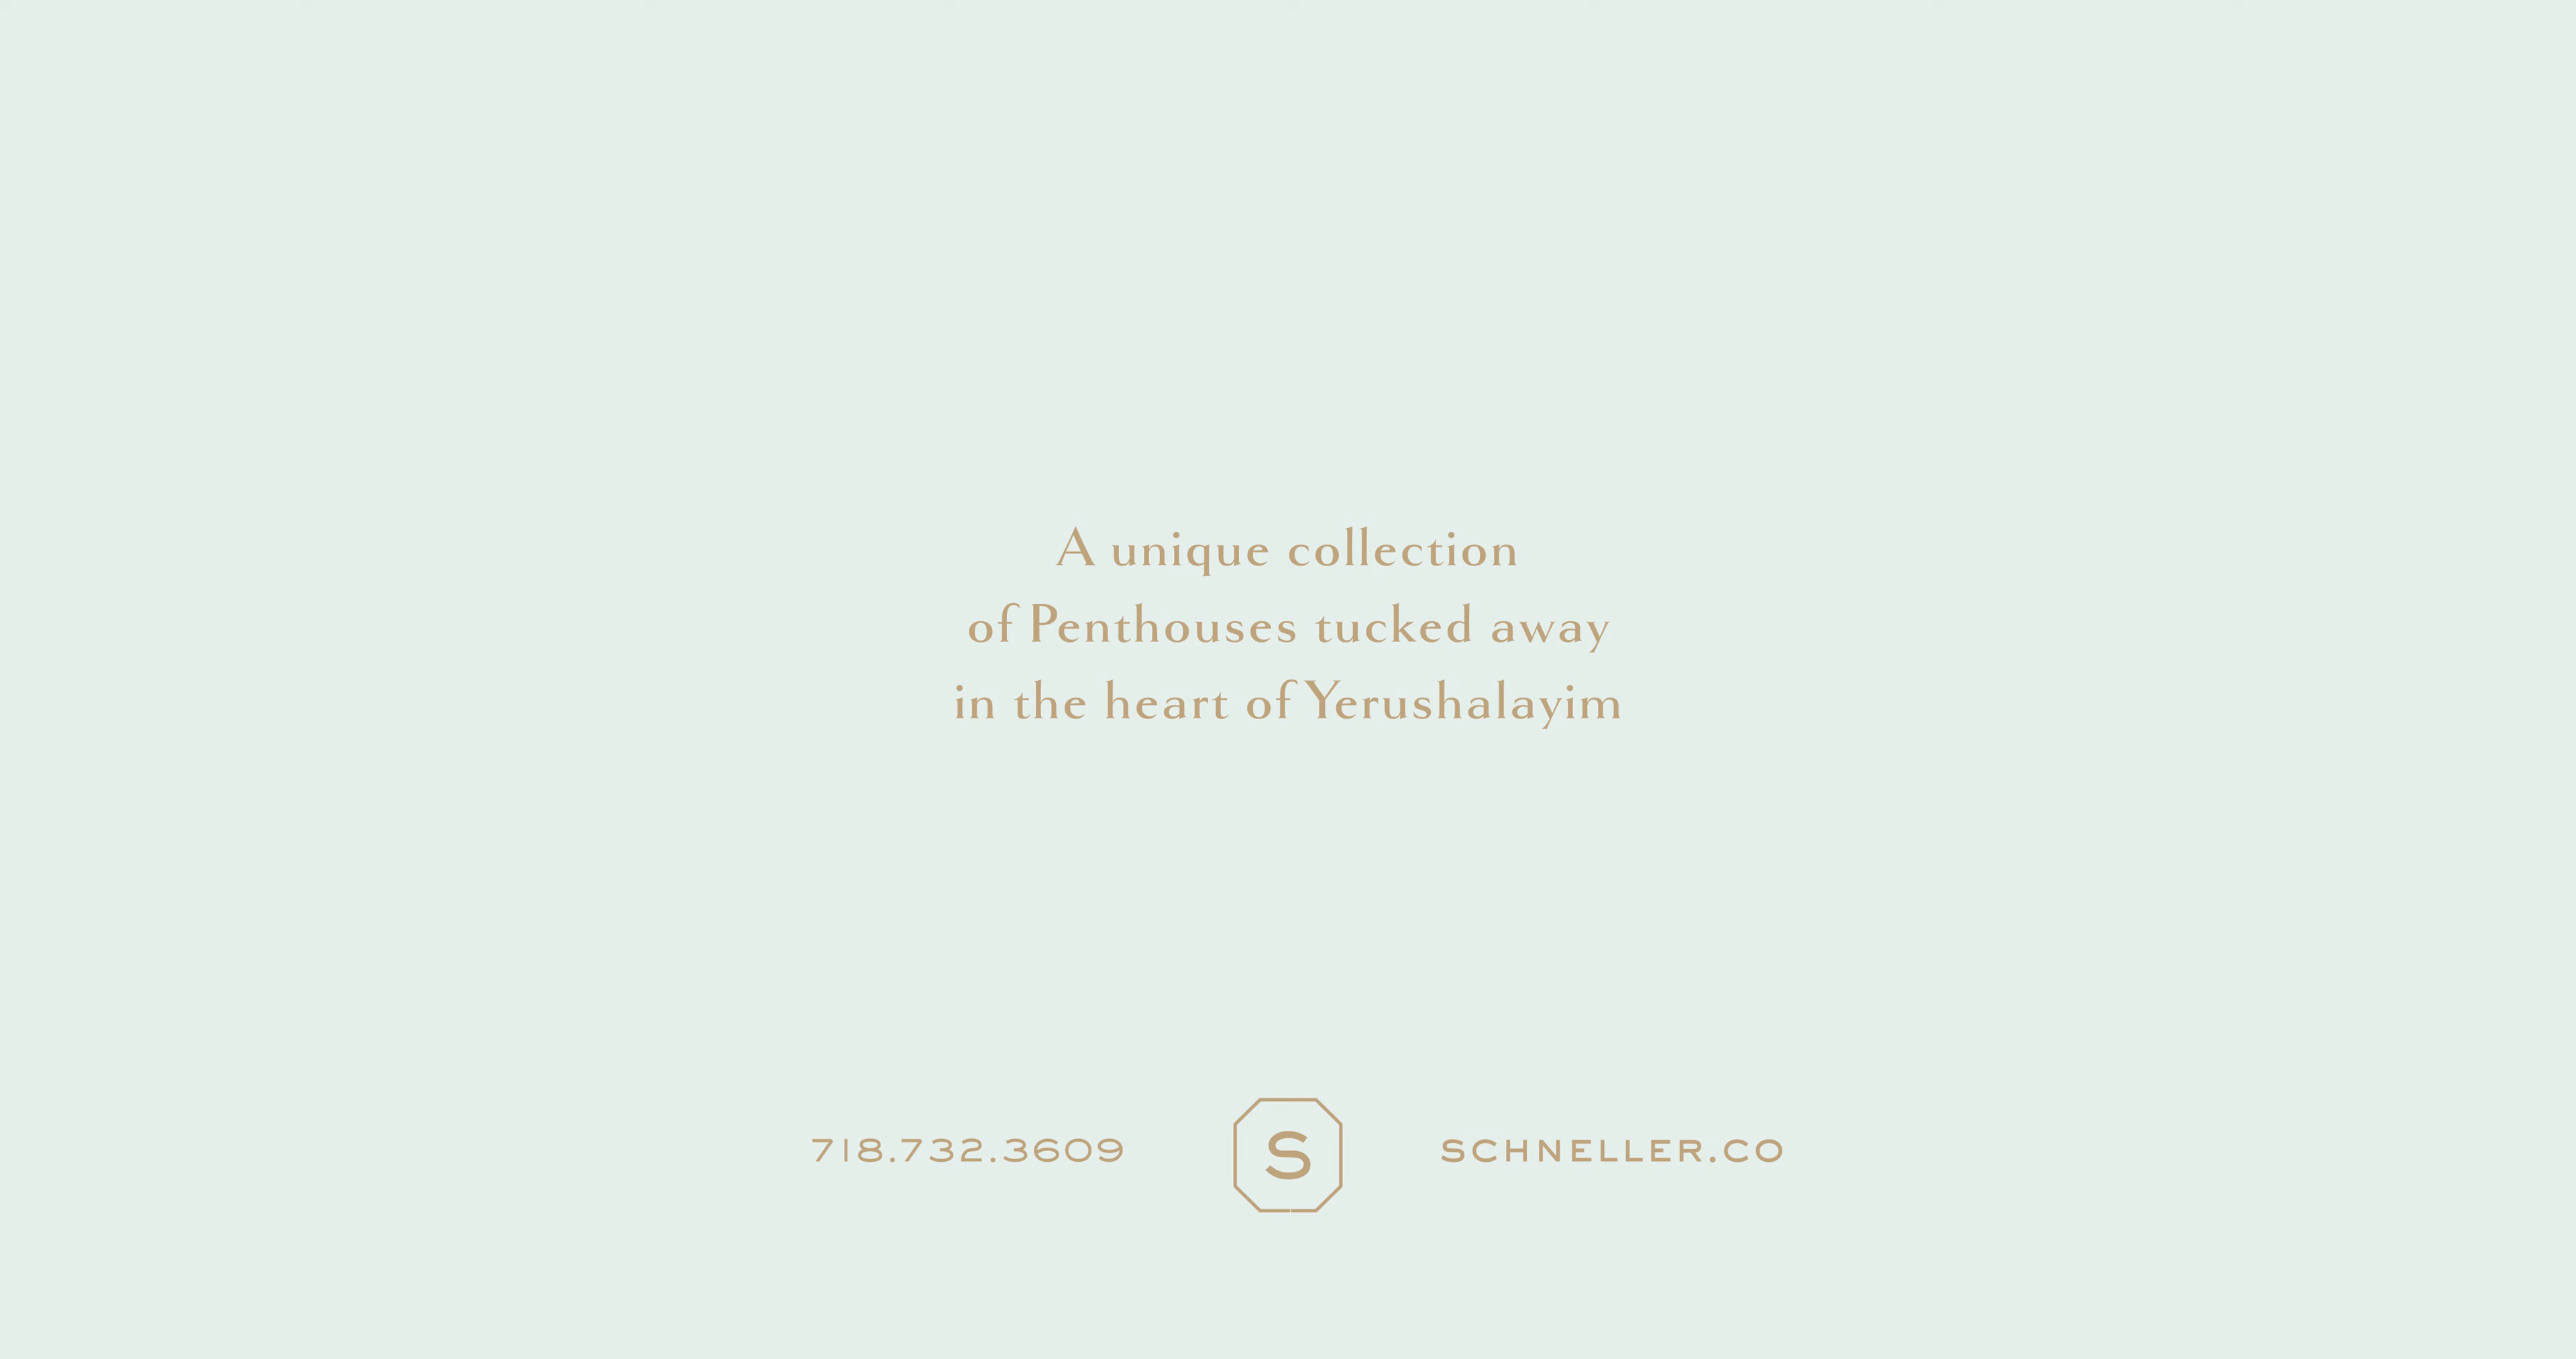 A unique collection
of Penthouses tucked away
in the heart of Yerushalayim
718.732.3609
S
SCHNELLER.CO